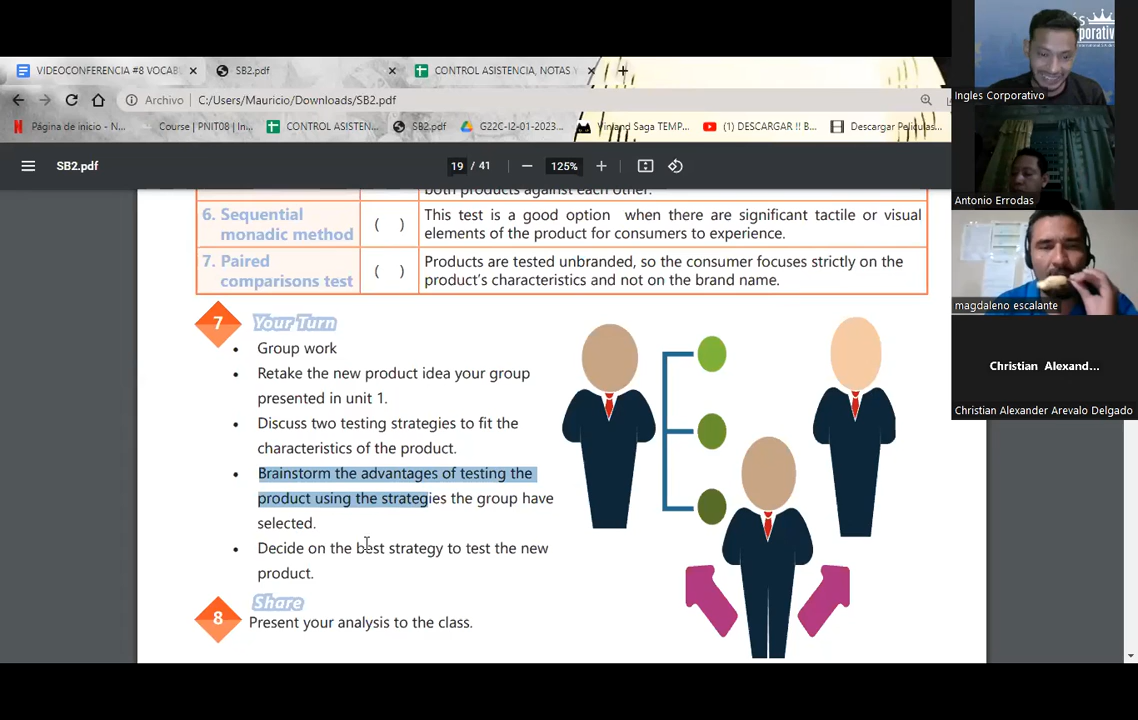 VIDEOCONFERENCIA #8 VOCAB
SB2.pdf
CONTROL ASISTENCIA, NOTAS Y
Archivo
C:/Users/Mauricio/Downloads/SB2.pdf
Página de inicio - N...
Course | PNIT08 | In...
CONTROL ASISTEN...
SB2.pdf
G22C-I2-01-2023...
Vinland Saga TEMP...
(1) DESCARGAR !! B...
Descargar Peliculas...
SB2.pdf
19 / 41
125%
both products against each other.
6. Sequential
monadic method
( )
This test is a good option when there are significant tactile or visual
elements of the product for consumers to experience.
7. Paired
comparisons test
( )
Products are tested unbranded, so the consumer focuses strictly on the
product's characteristics and not on the brand name.
7
Your Turn
• Group work
• Retake the new product idea your group
presented in unit 1.
• Discuss two testing strategies to fit the
characteristics of the product.
• Brainstorm the advantages of testing the
product using the strategies the group have
selected.
• Decide on the best strategy to test the new
product.
8
Share
Present your analysis to the class.
Ingles Corporativo
Antonio Errodas
magdaleno escalante
Christian Alexand...
Christian Alexander Arevalo Delgado